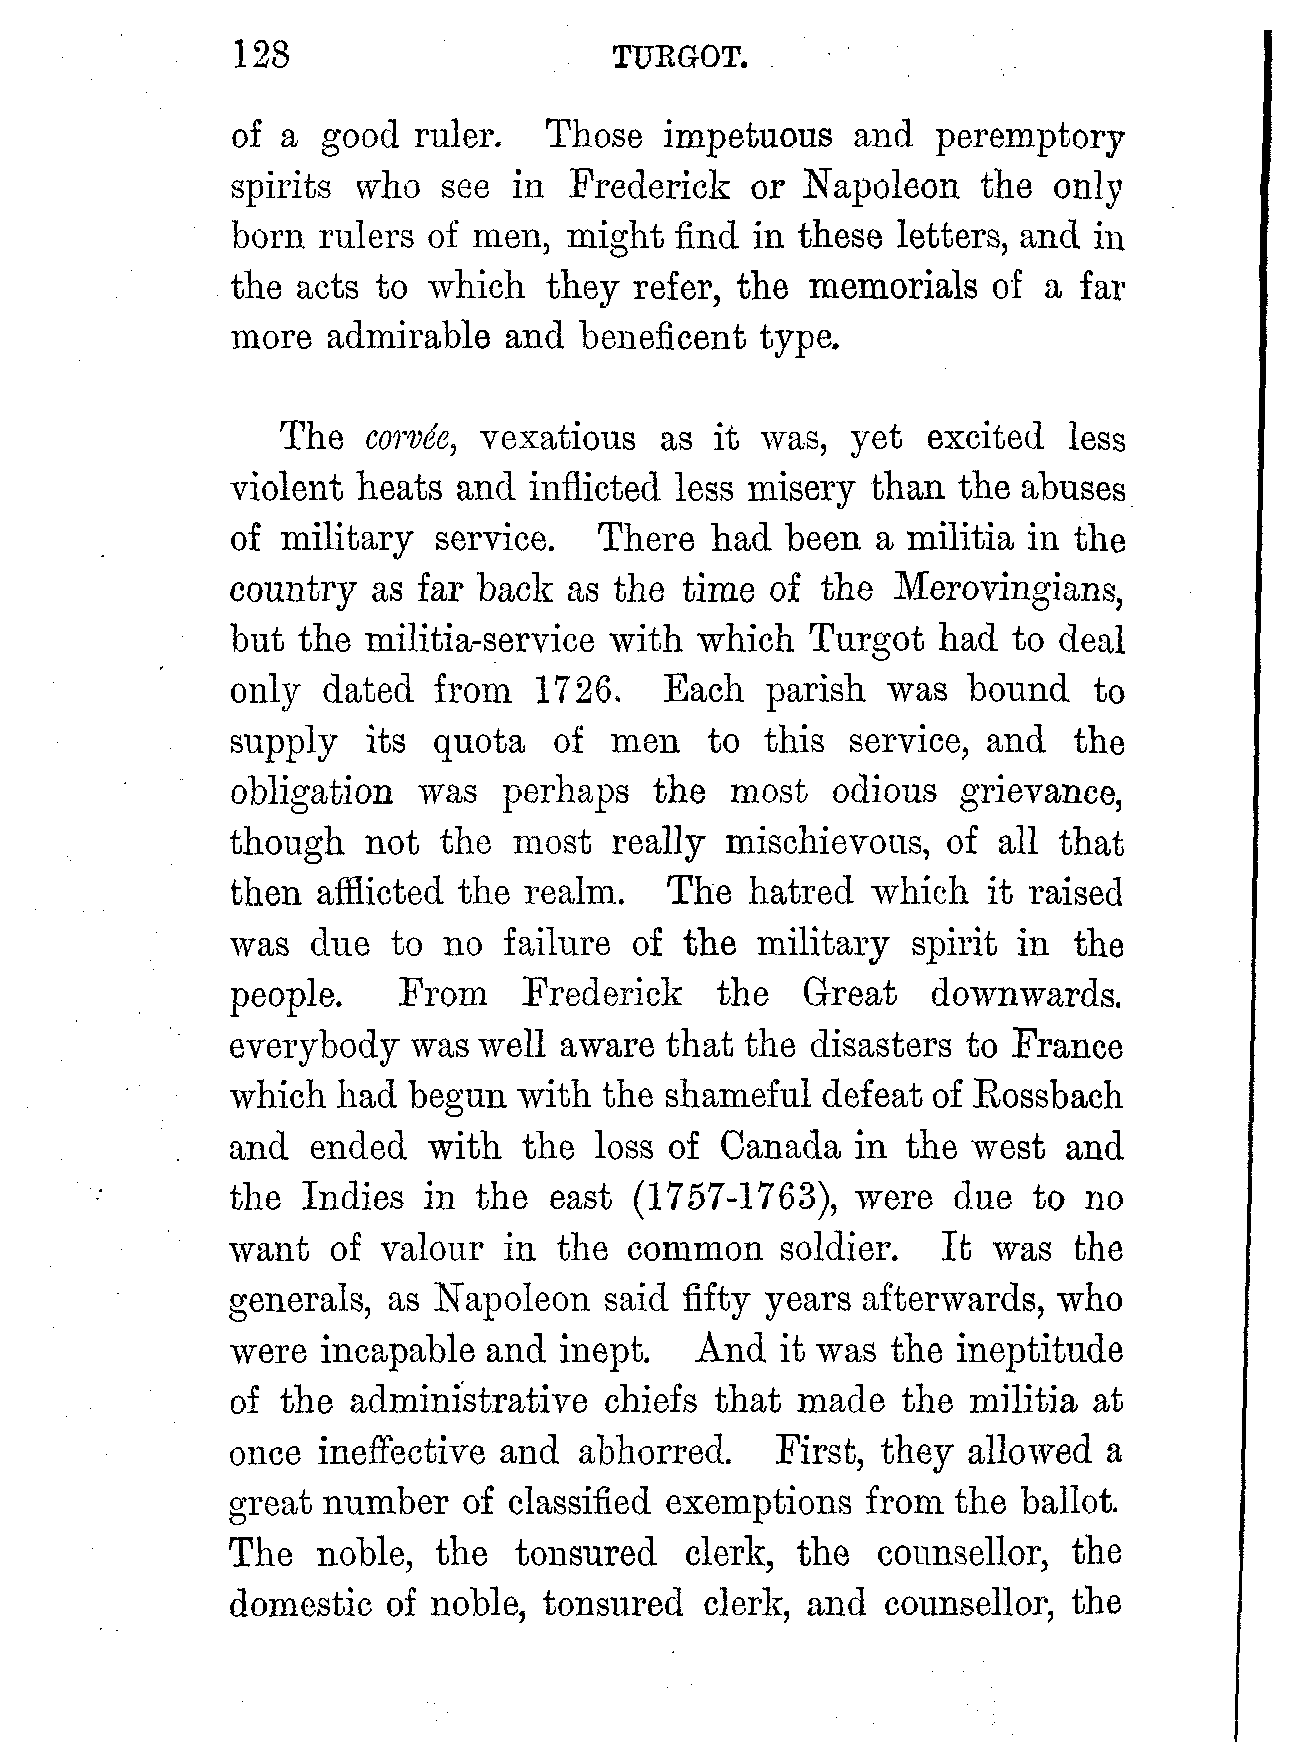 128 TURGOT.
of a good ruler. Those impetuous and peremptory
spirits who see in Frederick or Napoleon the only
born rulers of men, might find in these letters, and in
the acts to which they refer, the memorials of a far
more admirable and beneficent type.
The corvée, vexatious as it was, yet excited less
violent heats and inflicted less misery than the abuses
of military service. There had been a militia in the
country as far back as the time of the Merovingians,
but the militia-service with which Turgot had to deal
only dated from 1726. Each parish was bound to
supply its quota of men to this service, and the
obligation was perhaps the most odious grievance,
though not the most really mischievous, of all that
then afflicted the realm. The hatred which it raised
was due to no failure of the military spirit in the
people. From Frederick the Great downwards.
everybody was well aware that the disasters to France
which had begun with the shameful defeat of Rossbach
and ended with the loss of Canada in the west and
the Indies in the east (1757-1763), were due to no
want of valour in the common soldier. It was the
generals, as Napoleon said fifty years afterwards, who
were incapable and inept. And it was the ineptitude
of the administrative chiefs that made the militia at
once ineffective and abhorred. First, they allowed a
great number of classified exemptions from the ballot.
The noble, the tonsured clerk, the counsellor, the
domestic of noble, tonsured clerk, and counsellor, the